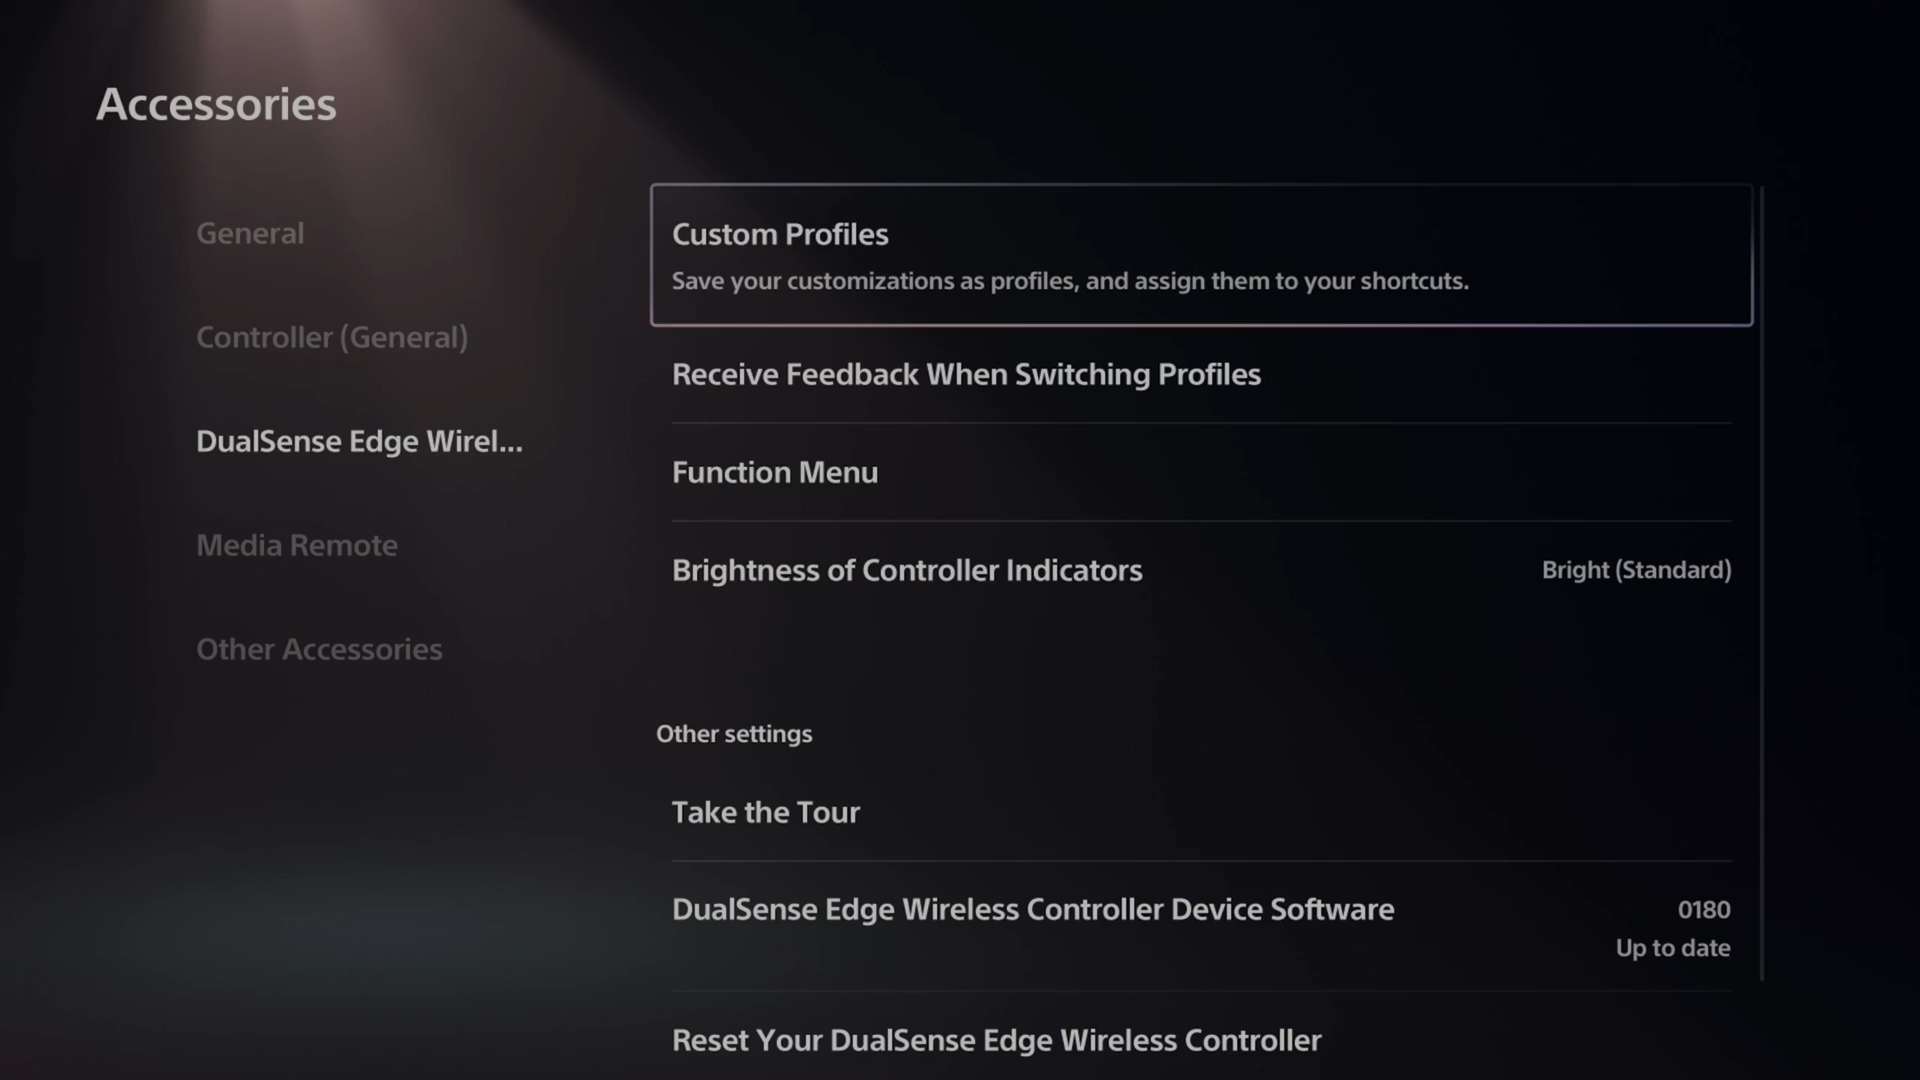 Accessories
General
Controller (General)
DualSense Edge Wirel...
Media Remote
Other Accessories
Custom Profiles
Save your customizations as profiles, and assign them to your shortcuts.
Receive Feedback When Switching Profiles
Function Menu
Brightness of Controller Indicators Bright (Standard)
Other settings
Take the Tour
DualSense Edge Wireless Controller Device Software 0180
Up to date
Reset Your DualSense Edge Wireless Controller